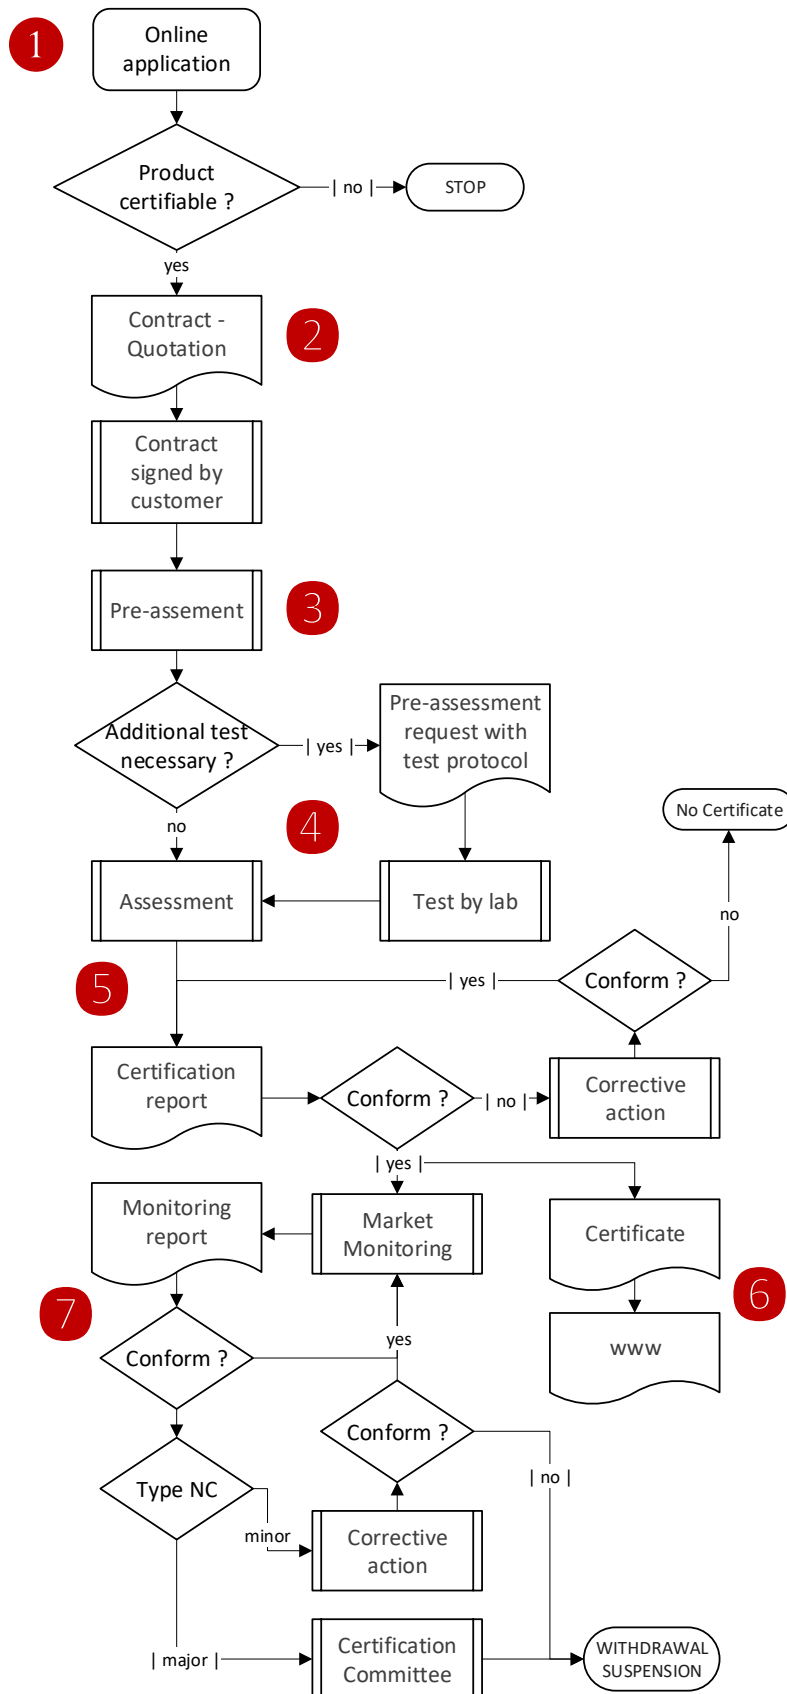 1
Online
application
Product
certifiable ?
| no |
STOP
yes
Contract -
Quotation
2
Contract
signed by
customer
Pre-assement
3
Additional test
necessary ?
| yes |
Pre-assessment
request with
test protocol
no
4
No Certificate
Assessment
Test by lab
no
5
| yes |
Conform ?
Certification
report
Conform ?
| no |
Corrective
action
| yes |
Monitoring
report
Market
Monitoring
Certificate
6
7
yes
www
Conform ?
Conform ?
Type NC
| no |
minor
Corrective
action
| major |
Certification
Committee
WITHDRAWAL
SUSPENSION